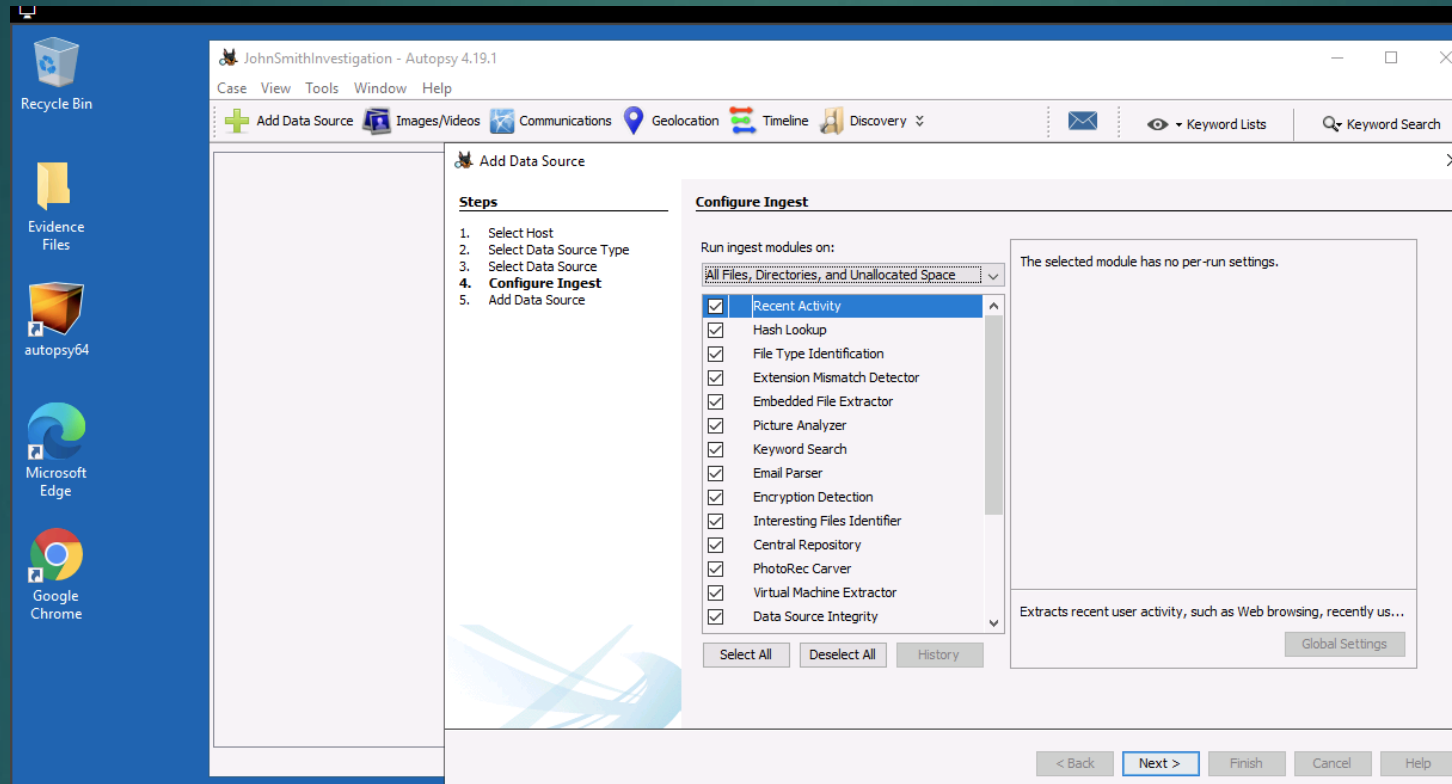 Recycle Bin
Evidence
Files
autopsy64
Microsoft
Edge
Google
Chrome
JohnSmithInvestigation - Autopsy 4.19.1
Case View Tools Window Help
Add Data Source Images/Videos Communications Geolocation Timeline Discovery Keyword Lists Keyword Search
Add Data Source
Steps
1. Select Host
2. Select Data Source Type
3. Select Data Source
4. Configure Ingest
5. Add Data Source
Configure Ingest
Run ingest modules on:
All Files, Directories, and Unallocated Space
Recent Activity
Hash Lookup
File Type Identification
Extension Mismatch Detector
Embedded File Extractor
Picture Analyzer
Keyword Search
Email Parser
Encryption Detection
Interesting Files Identifier
Central Repository
PhotoRec Carver
Virtual Machine Extractor
Data Source Integrity
Select All Deselect All History
The selected module has no per-run settings.
Extracts recent user activity, such as Web browsing, recently us...
Global Settings
< Back Next > Finish Cancel Help